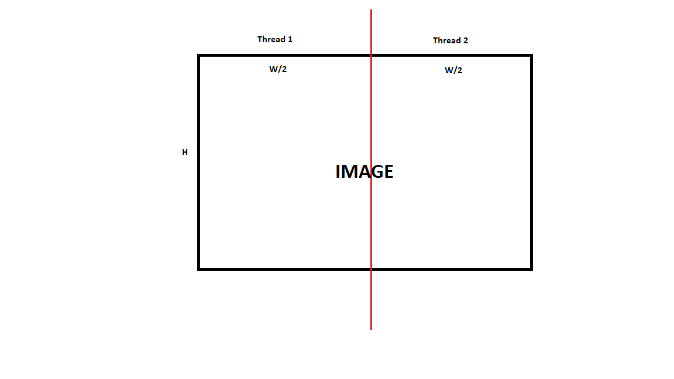 Thread 1
Thread 2
W/2
W/2
H
IMAGE